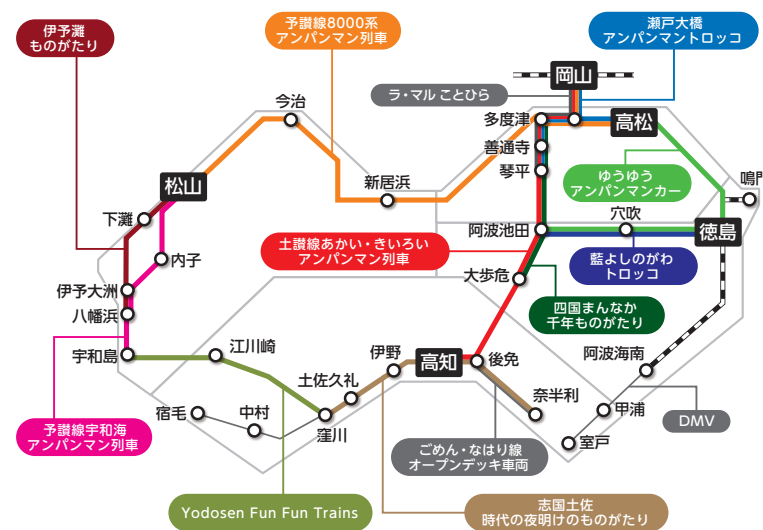 伊予灘
ものがたり
予讃線8000系
アンパンマン列車
瀬戸大橋
アンパンマントロッコ
岡山
ラ・マル ことひら
今治
多度津
高松
善通寺
琴平
ゆうゆう
アンパンマンカー
鳴門
松山
新居浜
下灘
穴吹
阿波池田
徳島
土讃線あかい・きいろい
アンパンマン列車
藍よしのがわ
トロッコ
内子
大歩危
伊予大洲
四国まんなか
千年ものがたり
八幡浜
宇和島
江川崎
伊野
高知
後免
阿波海南
土佐久礼
奈半利
宿毛
中村
窪川
甲浦
DMV
室戸
予讃線宇和海
アンパンマン列車
ごめん・なはり線
オープンデッキ車両
Yodosen Fun Fun Trains
志国土佐
時代の夜明けのものがたり